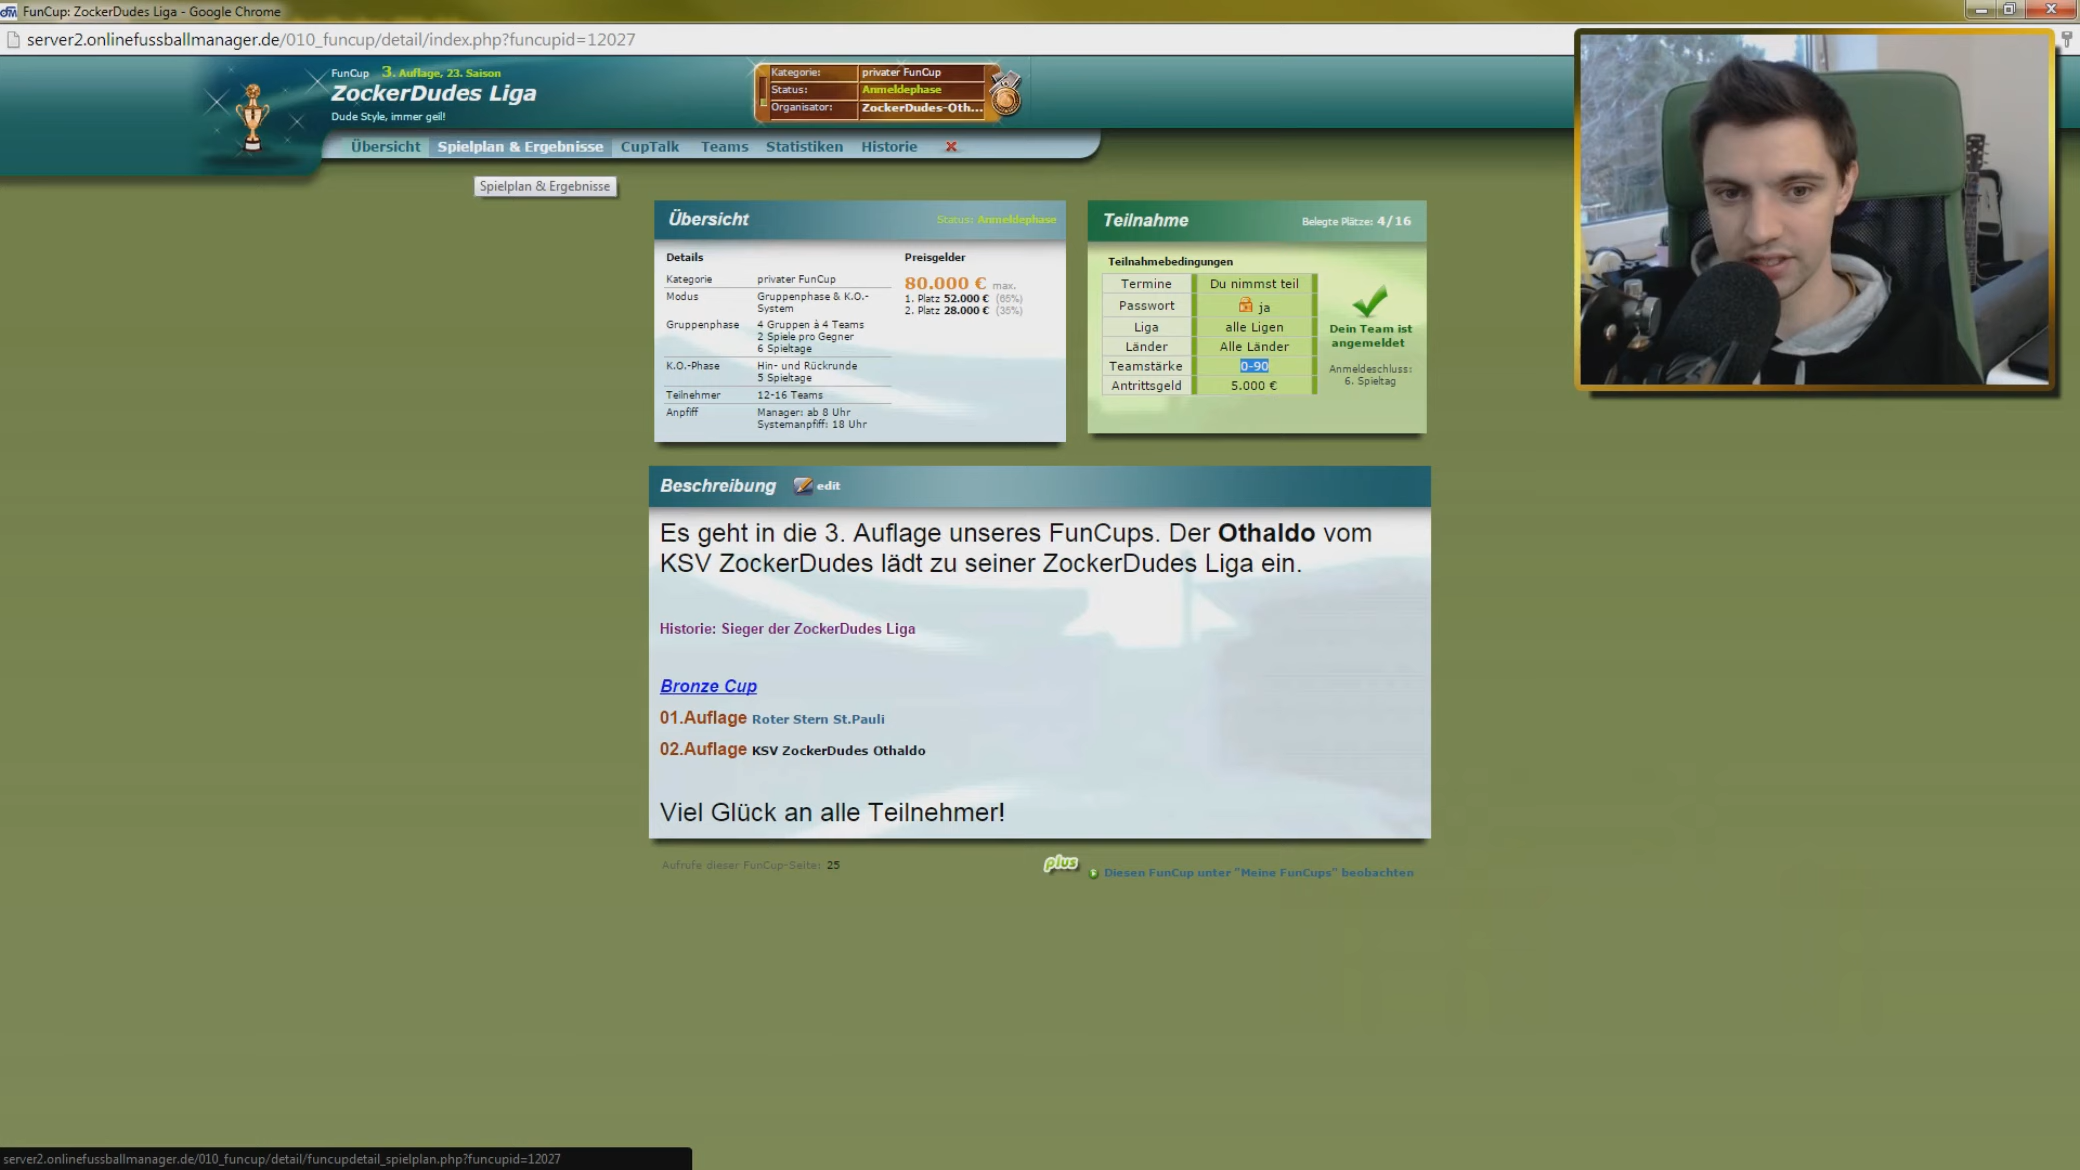 FunCup: ZockerDudes Liga - Google Chrome
server2.onlinefussballmanager.de/010_funcup/detail/index.php?funcupid=12027
FunCup 3. Auflage, 23. Saison
ZockerDudes Liga
Dude Style, immer geil!
Kategorie: privater FunCup
Status: Anmeldephase
Organisator: ZockerDudes-Oth...
Übersicht Spielplan & Ergebnisse CupTalk Teams Statistiken Historie
Spielplan & Ergebnisse
Übersicht Status: Anmeldephase
Details
Kategorie privater FunCup
Modus Gruppenphase & K.O.-
System
Gruppenphase 4 Gruppen à 4 Teams
2 Spiele pro Gegner
6 Spieltage
K.O.-Phase Hin- und Rückrunde
5 Spieltage
Teilnehmer 12-16 Teams
Anpfiff Manager: ab 8 Uhr
Systemanpfiff: 18 Uhr
Preisgelder
80.000 € max.
1. Platz 52.000 € (65%)
2. Platz 28.000 € (35%)
Teilnahme Belegte Plätze: 4/16
Teilnahmebedingungen
Termine Du nimmst teil
Passwort ja
Liga alle Ligen
Länder Alle Länder
Teamstärke 0-90
Antrittsgeld 5.000 €
Dein Team ist
angemeldet
Anmeldeschluss:
6. Spieltag
Beschreibung edit
Es geht in die 3. Auflage unseres FunCups. Der Othaldo vom
KSV ZockerDudes lädt zu seiner ZockerDudes Liga ein.
Historie: Sieger der ZockerDudes Liga
Bronze Cup
01.Auflage Roter Stern St.Pauli
02.Auflage KSV ZockerDudes Othaldo
Viel Glück an alle Teilnehmer!
Aufrufe dieser FunCup-Seite: 25
plus Diesen FunCup unter "Meine FunCups" beobachten
server2.onlinefussballmanager.de/010_funcup/detail/funcupdetail_spielplan.php?funcupid=12027